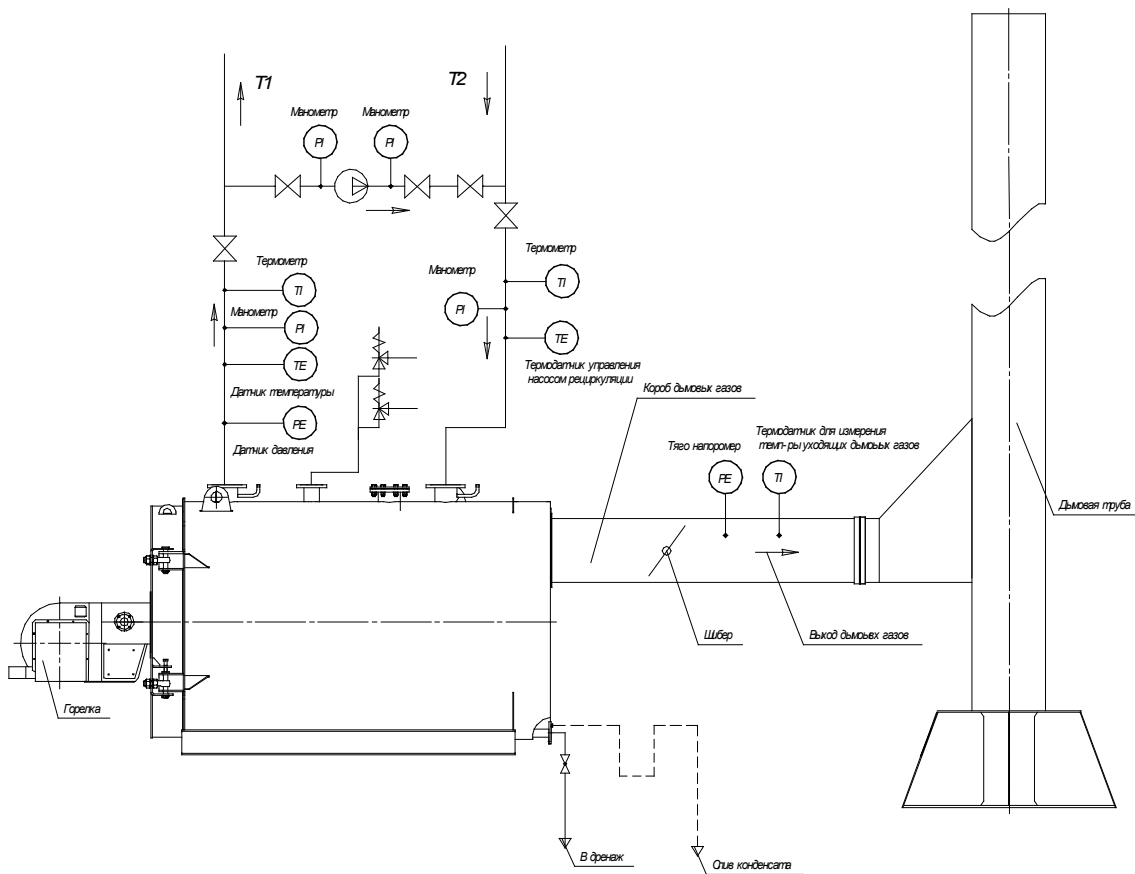 T1
T2
Манометр
Манометр
PI
PI
Термометр
Термометр
TI
Манометр
TI
PI
Манометр
PI
TE
TE
Термодатчик управления
насосом рециркуляции
Датчик температуры
PE
Датчик давления
Короб дымовых газов
Тяго напоромер
Термодатчик для измерения
темп-ры уходящих дымовых газов
PE
TI
Дымовая труба
Шибер
Выход дымоывх газов
Горелка
В дренаж
Слив конденсата